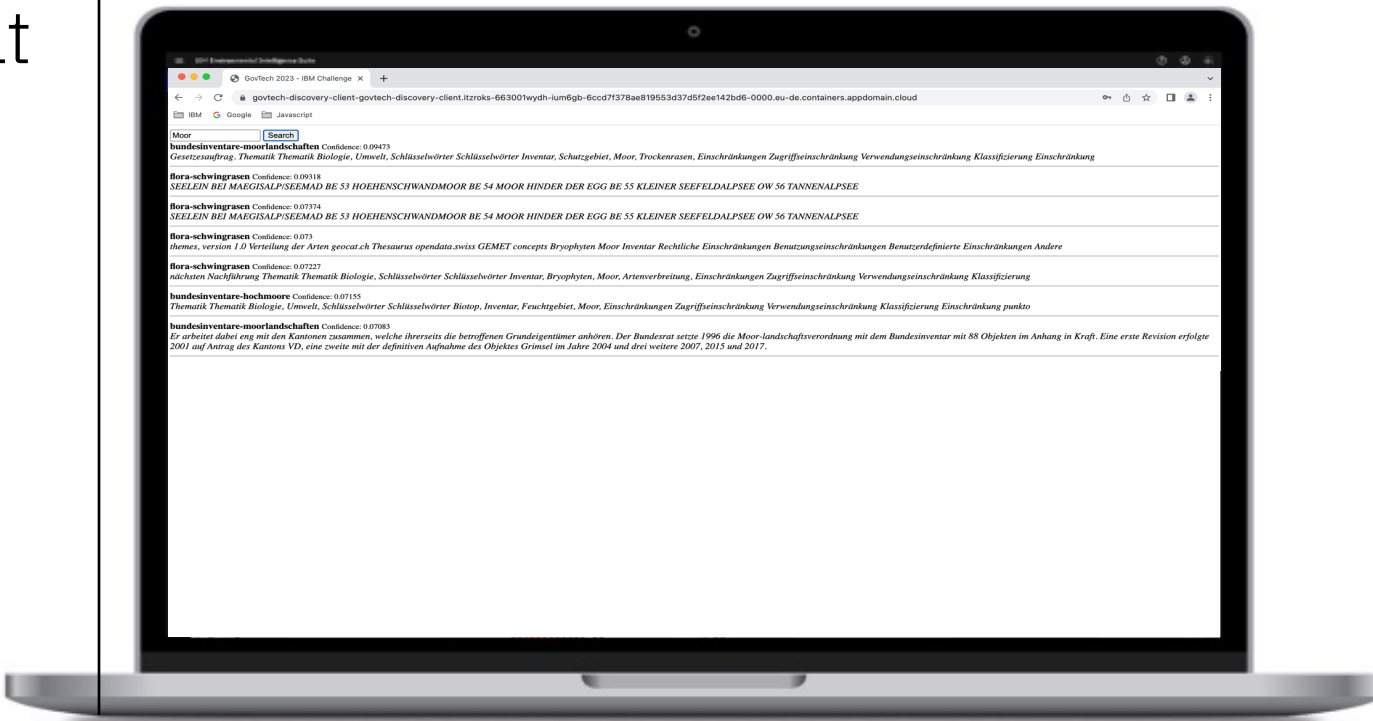 IBM Environmental Intelligence Suite
GovTech 2023 - IBM Challenge
govtech-discovery-client-govtech-discovery-client.itzroks-663001wydh-ium6gb-6ccd7f378ae819553d37d5f2ee142bd6-0000.eu-de.containers.appdomain.cloud
IBM Google Javascript
Moor Search
bundesinventare-moorlandschaften Confidence: 0.09473
Gesetzesauftrag. Thematik Thematik Biologie, Umwelt, Schlüsselwörter Schlüsselwörter Inventar, Schutzgebiet, Moor, Trockenrasen, Einschränkungen Zugriffseinschränkung Verwendungseinschränkung Klassifizierung Einschränkung
flora-schwingrasen Confidence: 0.09318
SEELEIN BEI MAEGISALP/SEEMAD BE 53 HOEHENSCHWANDMOOR BE 54 MOOR HINDER DER EGG BE 55 KLEINER SEEFELDALPSEE OW 56 TANNENALPSEE
flora-schwingrasen Confidence: 0.07374
SEELEIN BEI MAEGISALP/SEEMAD BE 53 HOEHENSCHWANDMOOR BE 54 MOOR HINDER DER EGG BE 55 KLEINER SEEFELDALPSEE OW 56 TANNENALPSEE
flora-schwingrasen Confidence: 0.073
themes, version 1.0 Verteilung der Arten geocat.ch Thesaurus opendata.swiss GEMET concepts Bryophyten Moor Inventar Rechtliche Einschränkungen Benutzungseinschränkungen Benutzerdefinierte Einschränkungen Andere
flora-schwingrasen Confidence: 0.07227
nächsten Nachführung Thematik Thematik Biologie, Schlüsselwörter Schlüsselwörter Inventar, Bryophyten, Moor, Artenverbreitung, Einschränkungen Zugriffseinschränkung Verwendungseinschränkung Klassifizierung
bundesinventare-hochmoore Confidence: 0.07155
Thematik Thematik Biologie, Umwelt, Schlüsselwörter Schlüsselwörter Biotop, Inventar, Feuchtgebiet, Moor, Einschränkungen Zugriffseinschränkung Verwendungseinschränkung Klassifizierung Einschränkung punkto
bundesinventare-moorlandschaften Confidence: 0.07083
Er arbeitet dabei eng mit den Kantonen zusammen, welche ihrerseits die betroffenen Grundeigentümer anhören. Der Bundesrat setzte 1996 die Moor-landschaftsverordnung mit dem Bundesinventar mit 88 Objekten im Anhang in Kraft. Eine erste Revision erfolgte
2001 auf Antrag des Kantons VD, eine zweite mit der definitiven Aufnahme des Objektes Grimsel im Jahre 2004 und drei weitere 2007, 2015 und 2017.